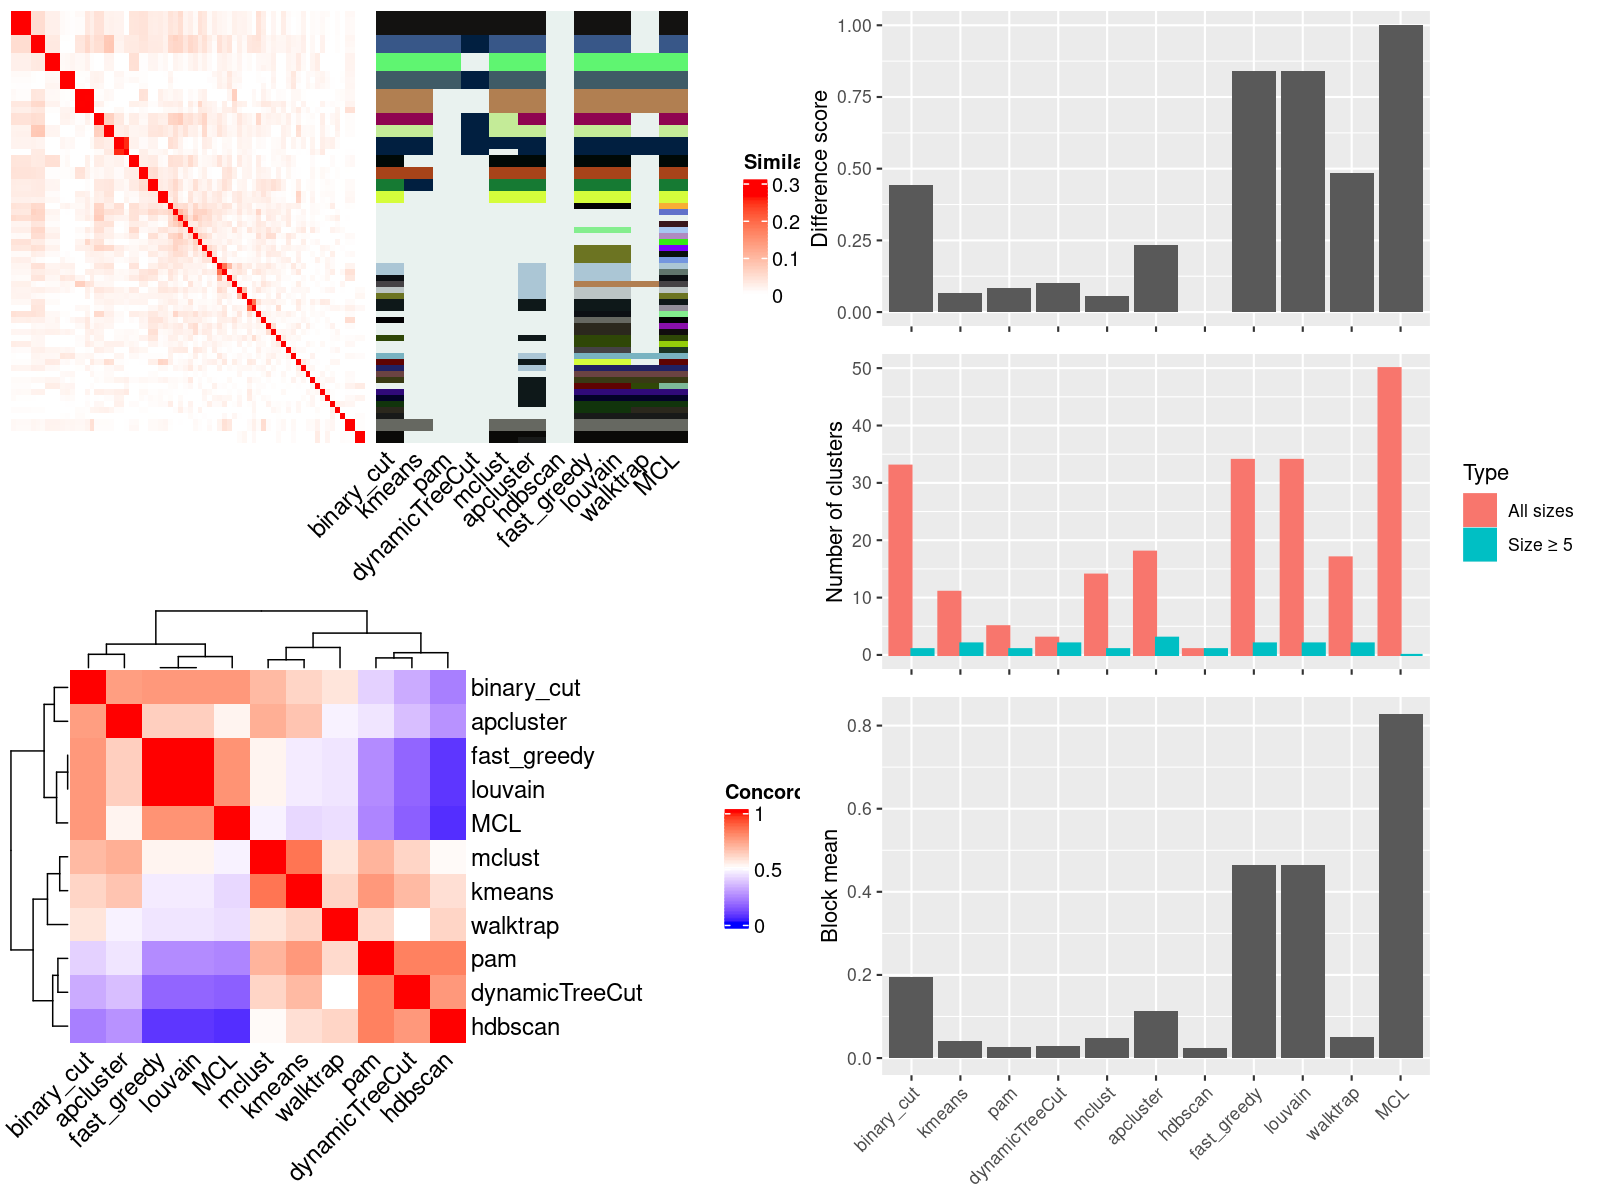 Simila
0.3
0.2
0.1
0
binary_cut
kmeans
pam
dynamicTreeCut
mclust
apcluster
hdbscan
fast_greedy
louvain
walktrap
MCL
binary_cut
apcluster
fast_greedy
louvain
MCL
mclust
kmeans
walktrap
pam
dynamicTreeCut
hdbscan
binary_cut
apcluster
fast_greedy
louvain
MCL
mclust
kmeans
walktrap
pam
dynamicTreeCut
hdbscan
Concord
1
0.5
0
Difference score
1.00
0.75
0.50
0.25
0.00
Number of clusters
50
40
30
20
10
0
Type
All sizes
Size ≥ 5
Block mean
0.8
0.6
0.4
0.2
0.0
binary_cut
kmeans
pam
dynamicTreeCut
mclust
apcluster
hdbscan
fast_greedy
louvain
walktrap
MCL